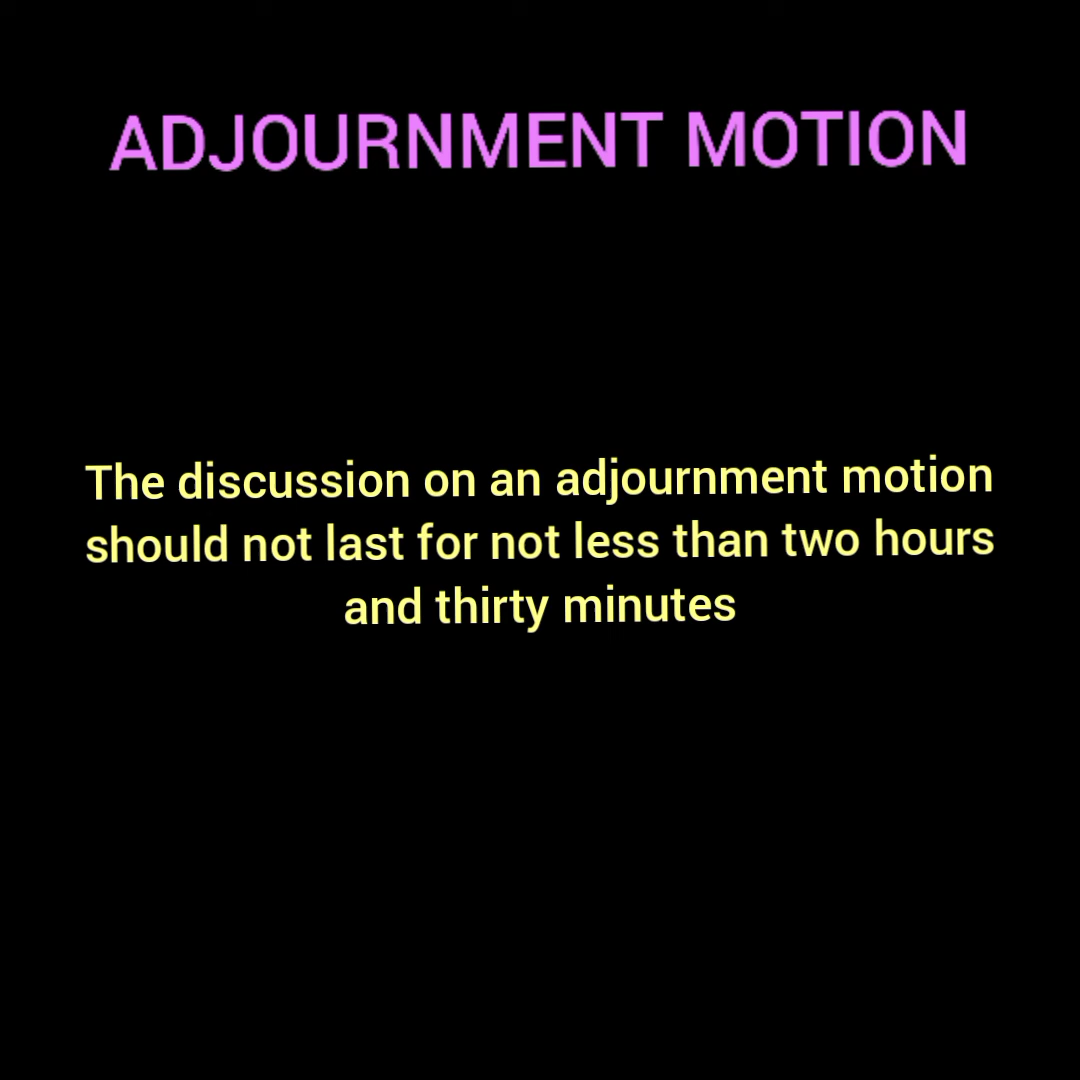 ADJOURNMENT MOTION
The discussion on an adjournment motion
should not last for not less than two hours
and thirty minutes